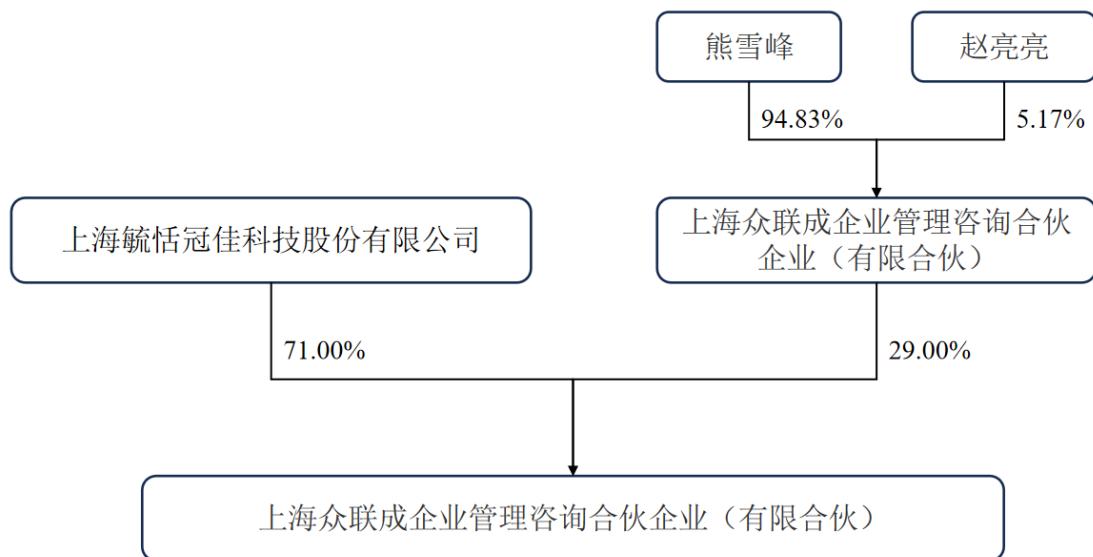 熊雪峰
赵亮亮
94.83%
5.17%
上海毓恬冠佳科技股份有限公司
上海众联成企业管理咨询合伙
企业（有限合伙）
71.00%
29.00%
上海众联成企业管理咨询合伙企业（有限合伙）